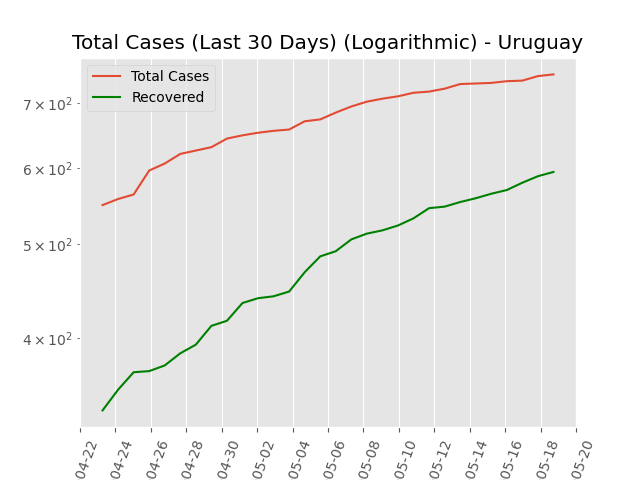 Total Cases (Last 30 Days) (Logarithmic) - Uruguay
Total Cases
Recovered
7 × 10²
6 × 10²
5 × 10²
4 × 10²
04-22
04-24
04-26
04-28
04-30
05-02
05-04
05-06
05-08
05-10
05-12
05-14
05-16
05-18
05-20